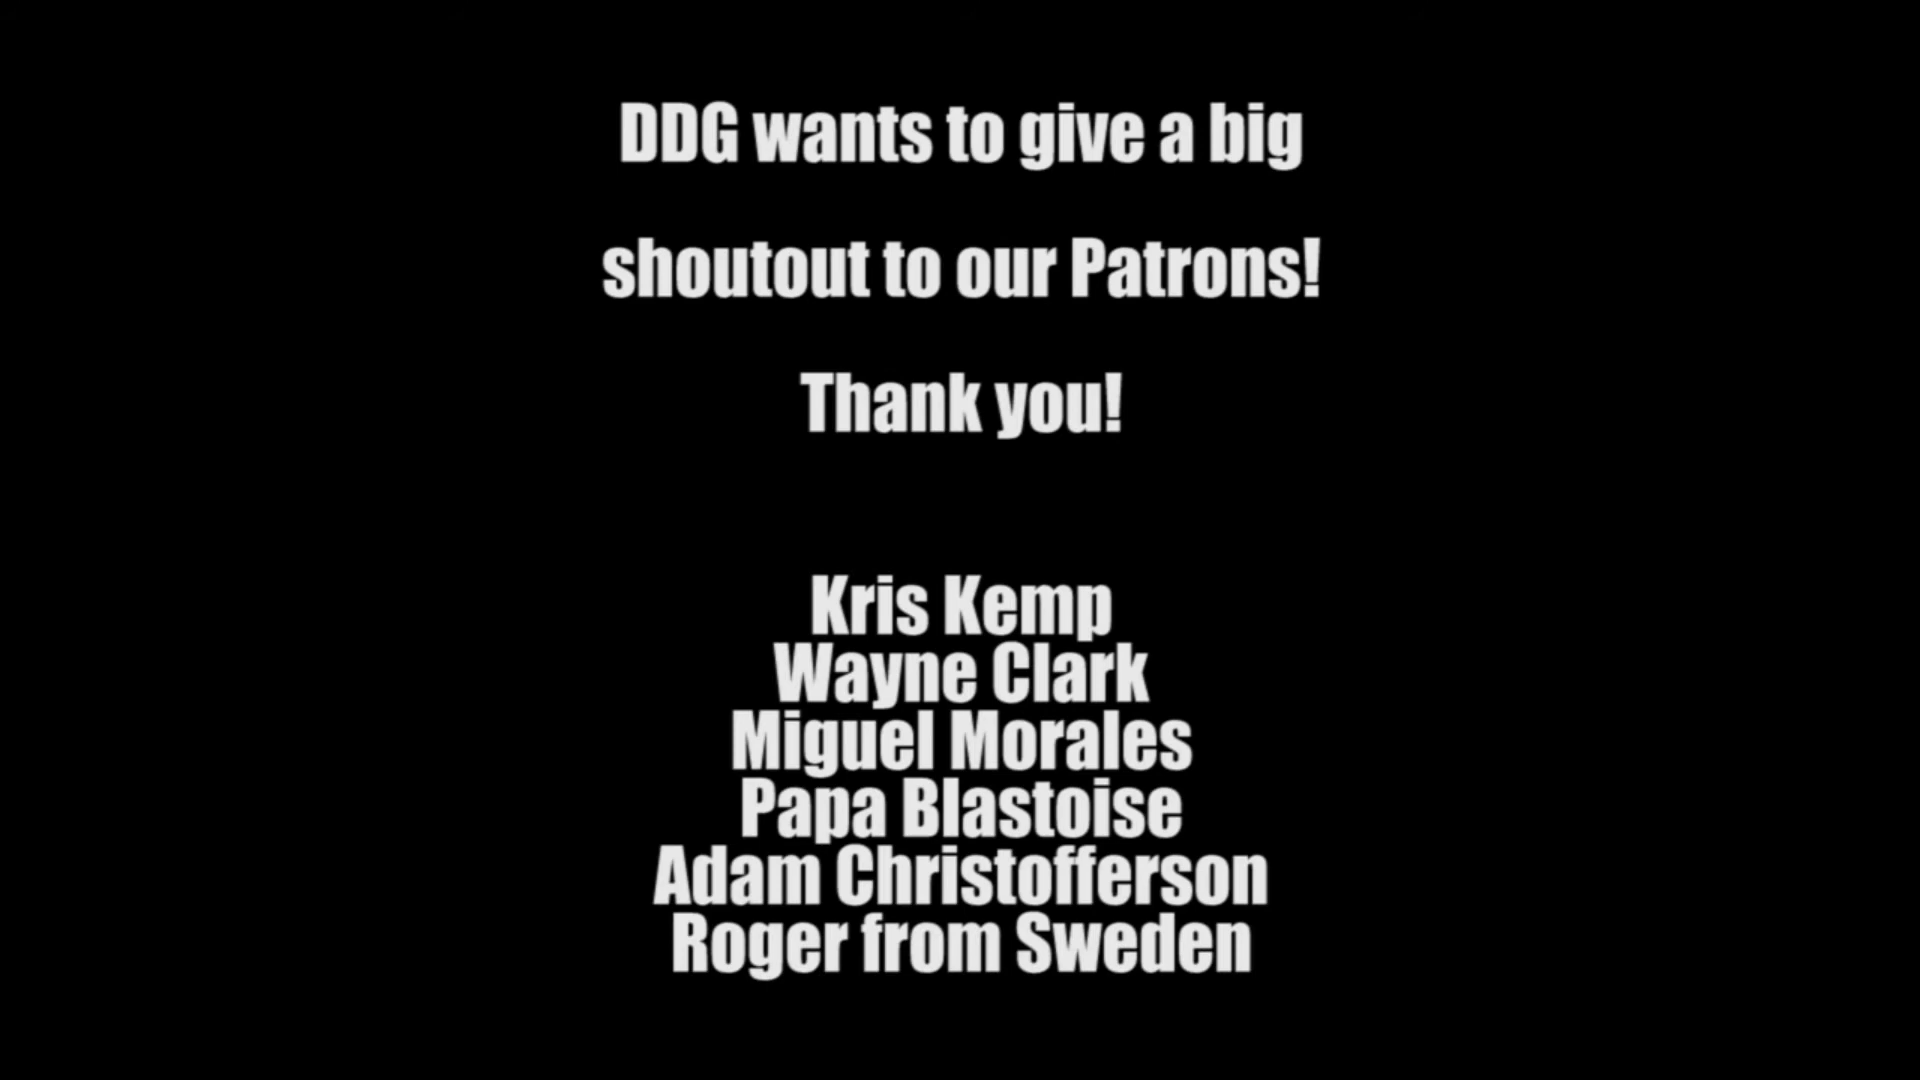 DDG wants to give a big
shoutout to our Patrons!
Thank you!
Kris Kemp
Wayne Clark
Miguel Morales
Papa Blastoise
Adam Christofferson
Roger from Sweden